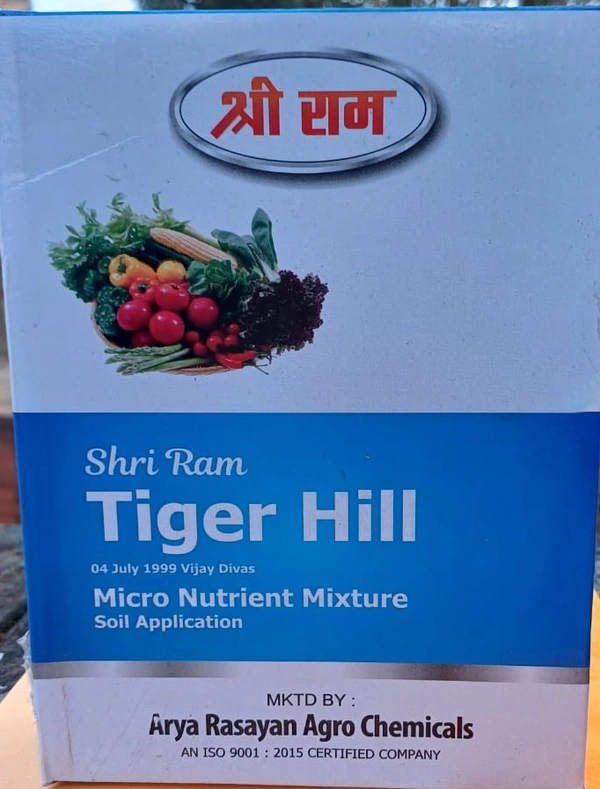 श्री राम
Shri Ram
Tiger Hill
04 July 1999 Vijay Divas
Micro Nutrient Mixture
Soil Application
MKTD BY :
Arya Rasayan Agro Chemicals
AN ISO 9001 : 2015 CERTIFIED COMPANY